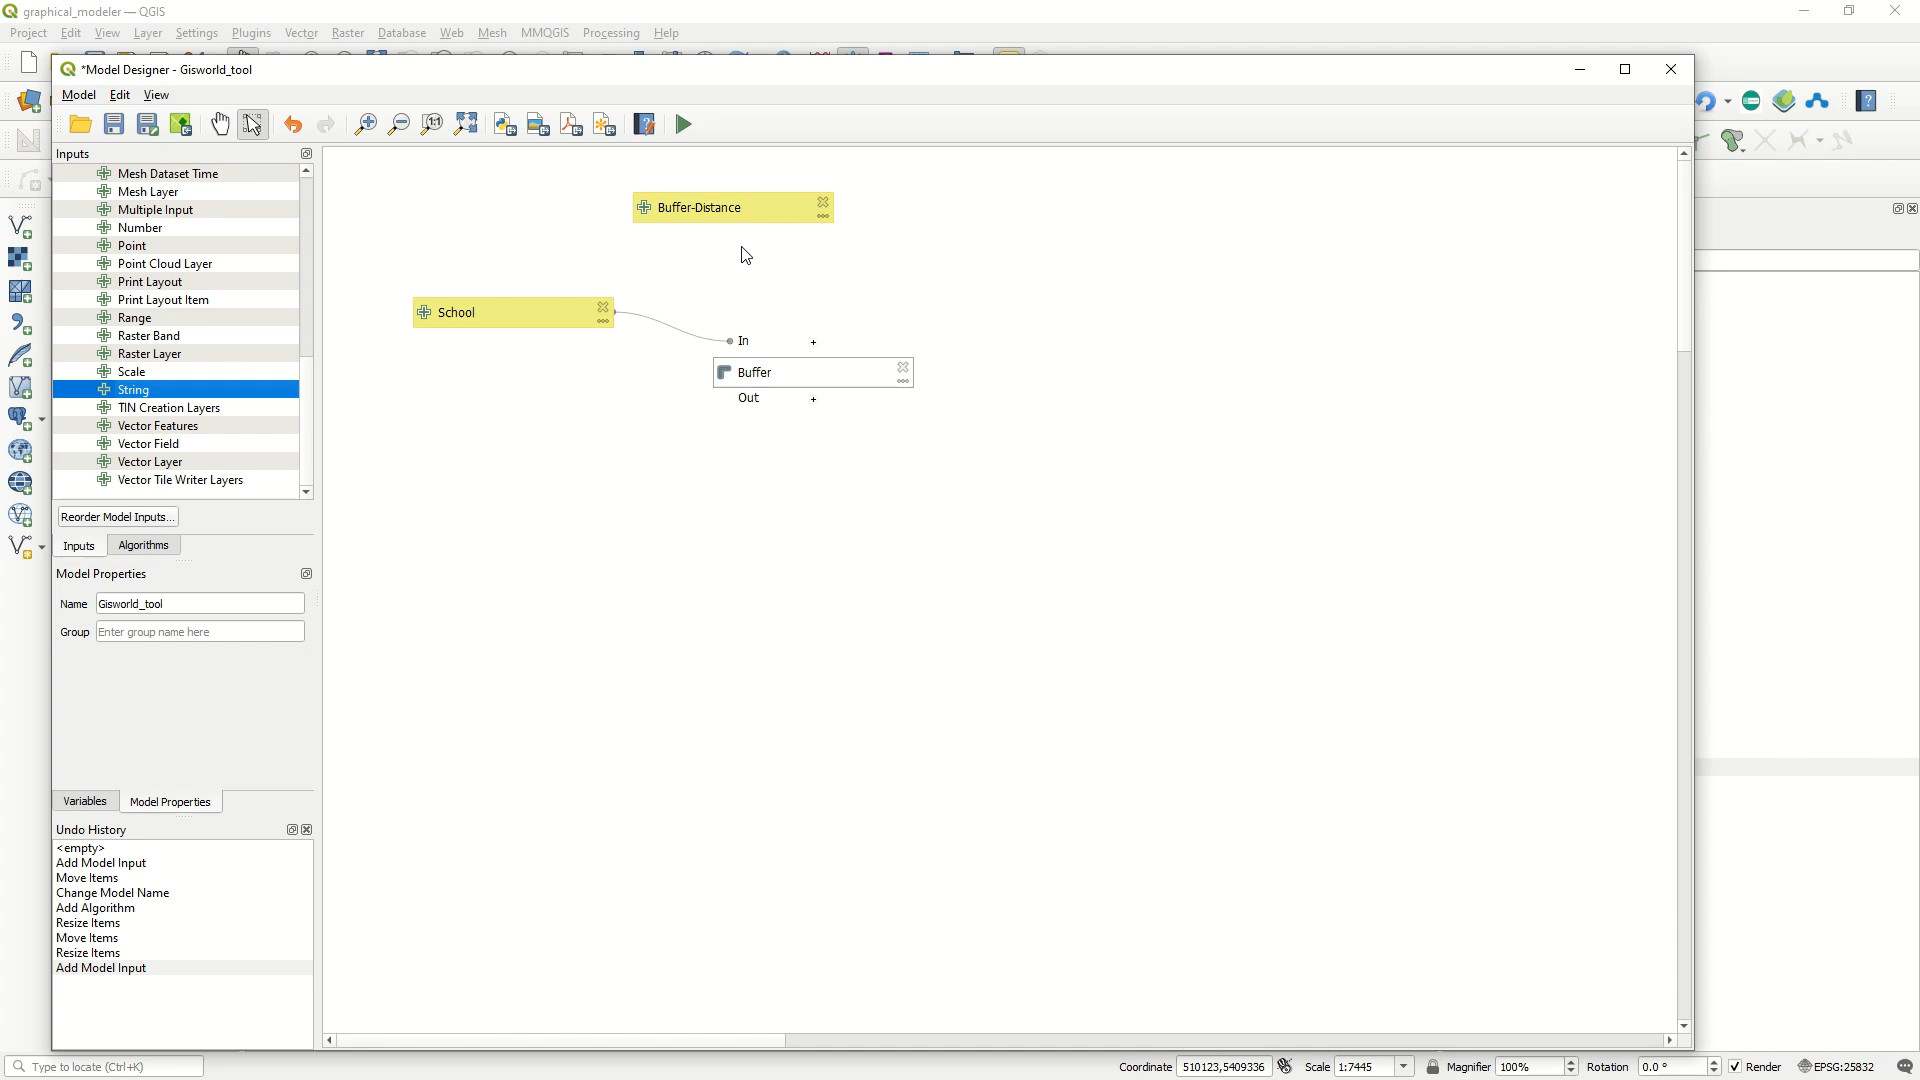 graphical_modeler — QGIS
Project Edit View Layer Settings Plugins Vector Raster Database Web Mesh MMQGIS Processing Help
*Model Designer - Gisworld_tool
Model Edit View
Inputs
Mesh Dataset Time
Mesh Layer
Multiple Input
Number
Point
Point Cloud Layer
Print Layout
Print Layout Item
Range
Raster Band
Raster Layer
Scale
String
TIN Creation Layers
Vector Features
Vector Field
Vector Layer
Vector Tile Writer Layers
Reorder Model Inputs...
Inputs Algorithms
Model Properties
Name Gisworld_tool
Group Enter group name here
Variables Model Properties
Undo History
<empty>
Add Model Input
Move Items
Change Model Name
Add Algorithm
Resize Items
Move Items
Resize Items
Add Model Input
Buffer-Distance
School
In +
Buffer
Out +
Type to locate (Ctrl+K)
Coordinate 510123,5409336 Scale 1:7445 Magnifier 100% Rotation 0.0 ° Render EPSG:25832